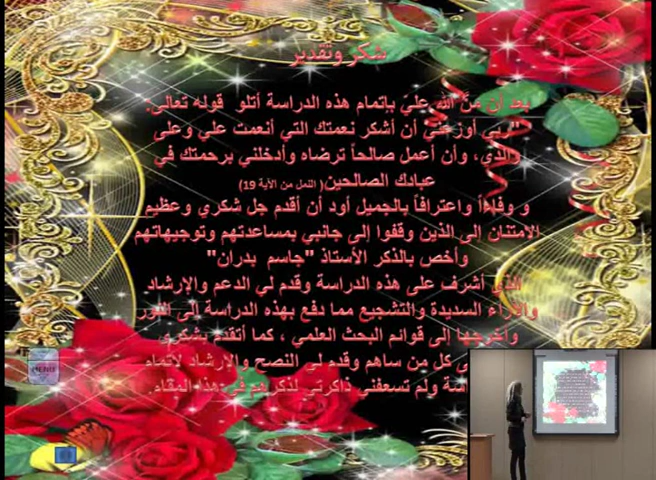 شكر وتقدير
بعد أن منَّ الله عليّ بإتمام هذه الدراسة أتلو قوله تعالى:
"ربي أوزعني أن أشكر نعمتك التي أنعمت علي وعلى
والدي، وأن أعمل صالحاً ترضاه وأدخلني برحمتك في
عبادك الصالحين (النمل من الآية 19)
و وفاءاً واعترافاً بالجميل أود أن أقدم جل شكري وعظيم
الامتنان إلى الذين وقفوا إلى جانبي بمساعدتهم وتوجيهاتهم
وأخص بالذكر الأستاذ "جاسم بدران"
الذي أشرف على هذه الدراسة وقدم لي الدعم والإرشاد
والآراء السديدة والتشجيع مما دفع بهذه الدراسة إلى النور
وأخرجها إلى قوائم البحث العلمي ، كما أتقدم بشكري
كل من ساهم وقدم لي النصح والإرشاد لاتمام
ولم تسعفني ذاكرتي لذكرهم في هذا المقام.
MENU